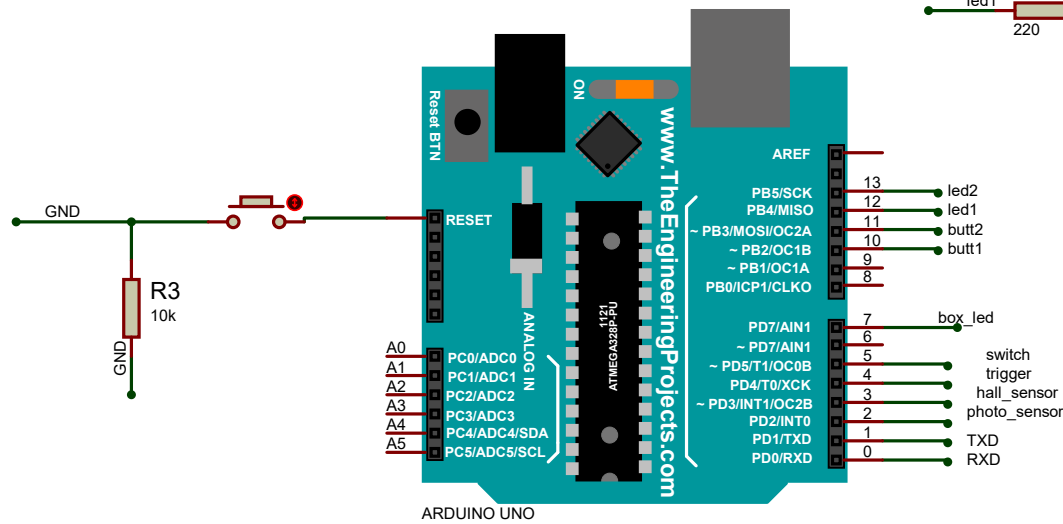 led1
220
Reset BTN
ON
www.TheEngineeringProjects.com
AREF
PB5/SCK 13 led2
PB4/MISO 12 led1
~ PB3/MOSI/OC2A 11 butt2
~ PB2/OC1B 10 butt1
~ PB1/OC1A 9
PB0/ICP1/CLKO 8
GND
RESET
R3
10k
GND
ANALOG IN
1121
ATMEGA328P-PU
PD7/AIN1 7 box_led
~ PD7/AIN1 6
~ PD5/T1/OC0B 5 switch
PD4/T0/XCK 4 trigger
~ PD3/INT1/OC2B 3 hall_sensor
PD2/INT0 2 photo_sensor
PD1/TXD 1 TXD
PD0/RXD 0 RXD
A0 PC0/ADC0
A1 PC1/ADC1
A2 PC2/ADC2
A3 PC3/ADC3
A4 PC4/ADC4/SDA
A5 PC5/ADC5/SCL
ARDUINO UNO